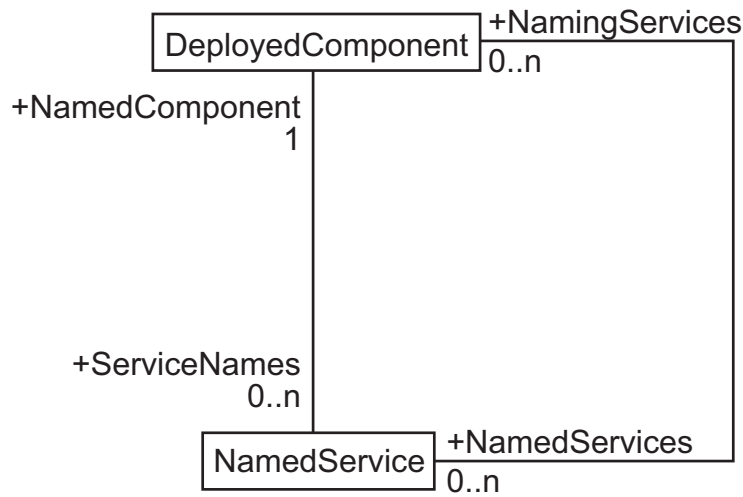 +NamingServices
DeployedComponent
0..n
+NamedComponent
1
+ServiceNames
0..n
+NamedServices
NamedService
0..n